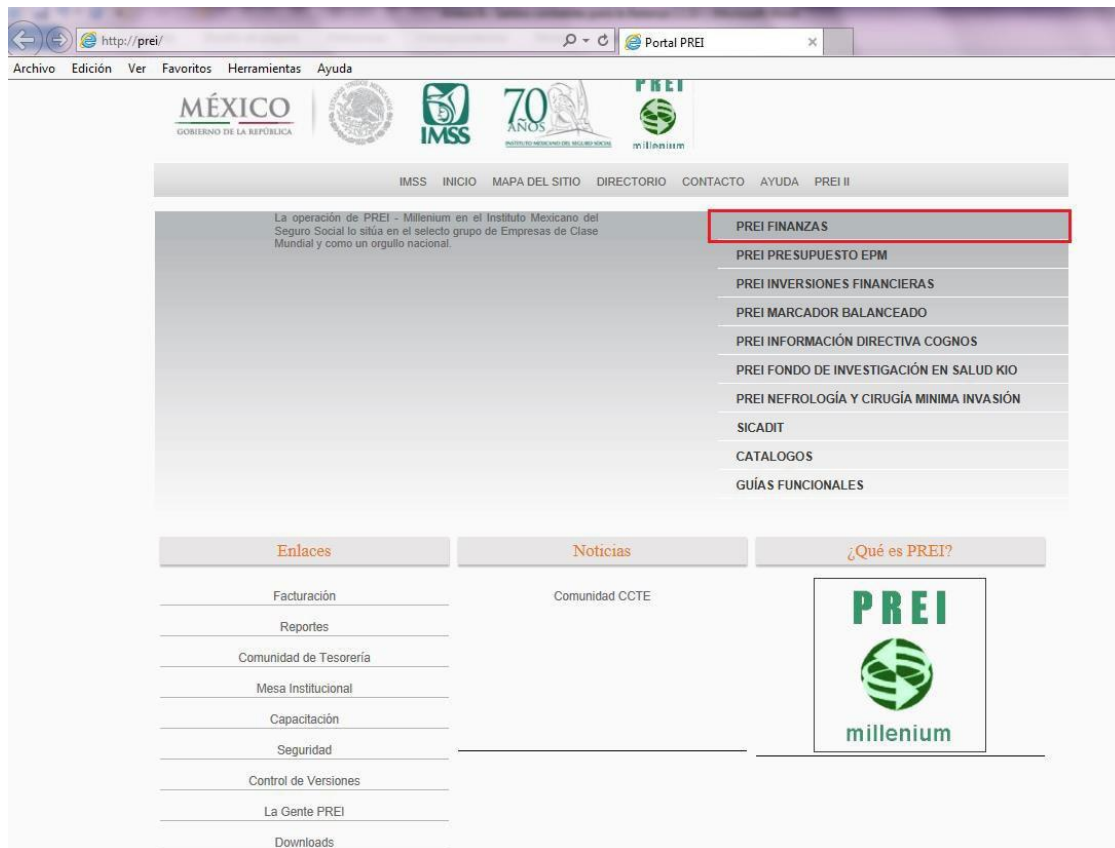 http://prei/
Portal PREI
Archivo Edición Ver Favoritos Herramientas Ayuda
MÉXICO
GOBIERNO DE LA REPÚBLICA
IMSS
70
AÑOS
INSTITUTO MEXICANO DEL SEGURO SOCIAL
PREI
millenium
IMSS INICIO MAPA DEL SITIO DIRECTORIO CONTACTO AYUDA PREI II
La operación de PREI - Millenium en el Instituto Mexicano del
Seguro Social lo sitúa en el selecto grupo de Empresas de Clase
Mundial y como un orgullo nacional.
PREI FINANZAS
PREI PRESUPUESTO EPM
PREI INVERSIONES FINANCIERAS
PREI MARCADOR BALANCEADO
PREI INFORMACIÓN DIRECTIVA COGNOS
PREI FONDO DE INVESTIGACIÓN EN SALUD KIO
PREI NEFROLOGÍA Y CIRUGÍA MINIMA INVASIÓN
SICADIT
CATALOGOS
GUÍAS FUNCIONALES
Enlaces
Facturación
Reportes
Comunidad de Tesorería
Mesa Institucional
Capacitación
Seguridad
Control de Versiones
La Gente PREI
Downloads
Noticias
Comunidad CCTE
¿Qué es PREI?
PREI
millenium